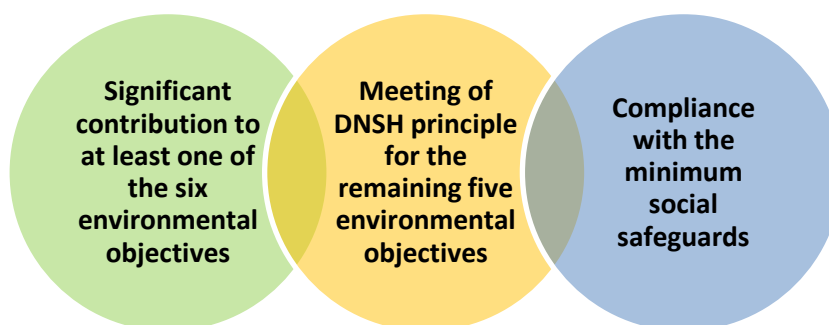 Significant
contribution to
at least one of
the six
environmental
objectives
Meeting of
DNSH principle
for the
remaining five
environmental
objectives
Compliance
with the
minimum
social
safeguards